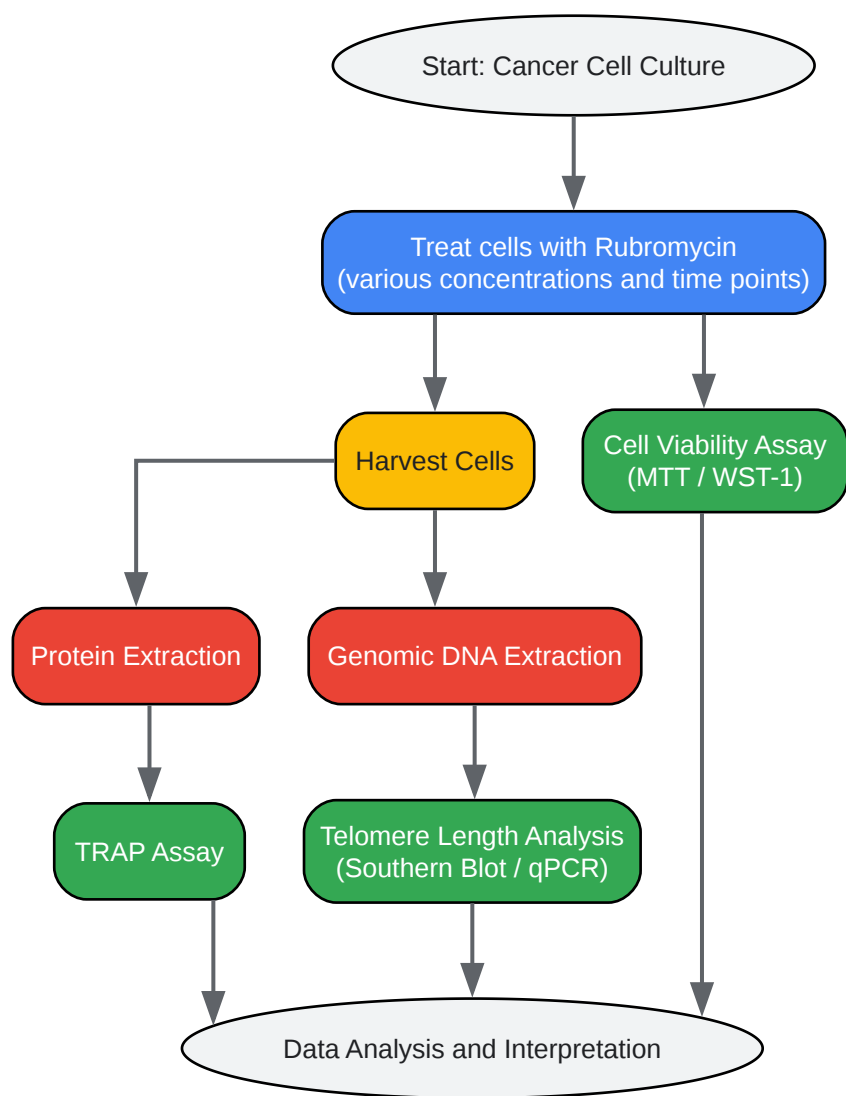 Start: Cancer Cell Culture
Treat cells with Rubromycin
(various concentrations and time points)
Harvest Cells
Cell Viability Assay
(MTT / WST-1)
Protein Extraction
Genomic DNA Extraction
TRAP Assay
Telomere Length Analysis
(Southern Blot / qPCR)
Data Analysis and Interpretation